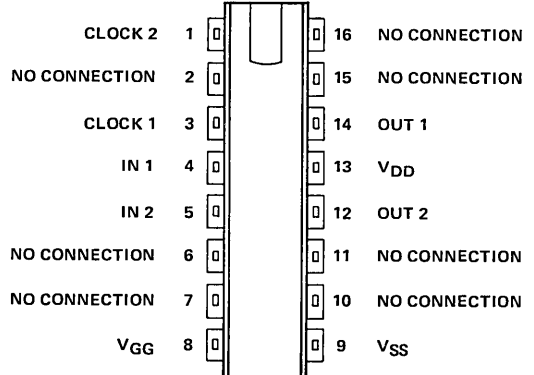 CLOCK 2 1 16 NO CONNECTION
NO CONNECTION 2 15 NO CONNECTION
CLOCK 1 3 14 OUT 1
IN 1 4 13 VDD
IN 2 5 12 OUT 2
NO CONNECTION 6 11 NO CONNECTION
NO CONNECTION 7 10 NO CONNECTION
VGG 8 9 VSS